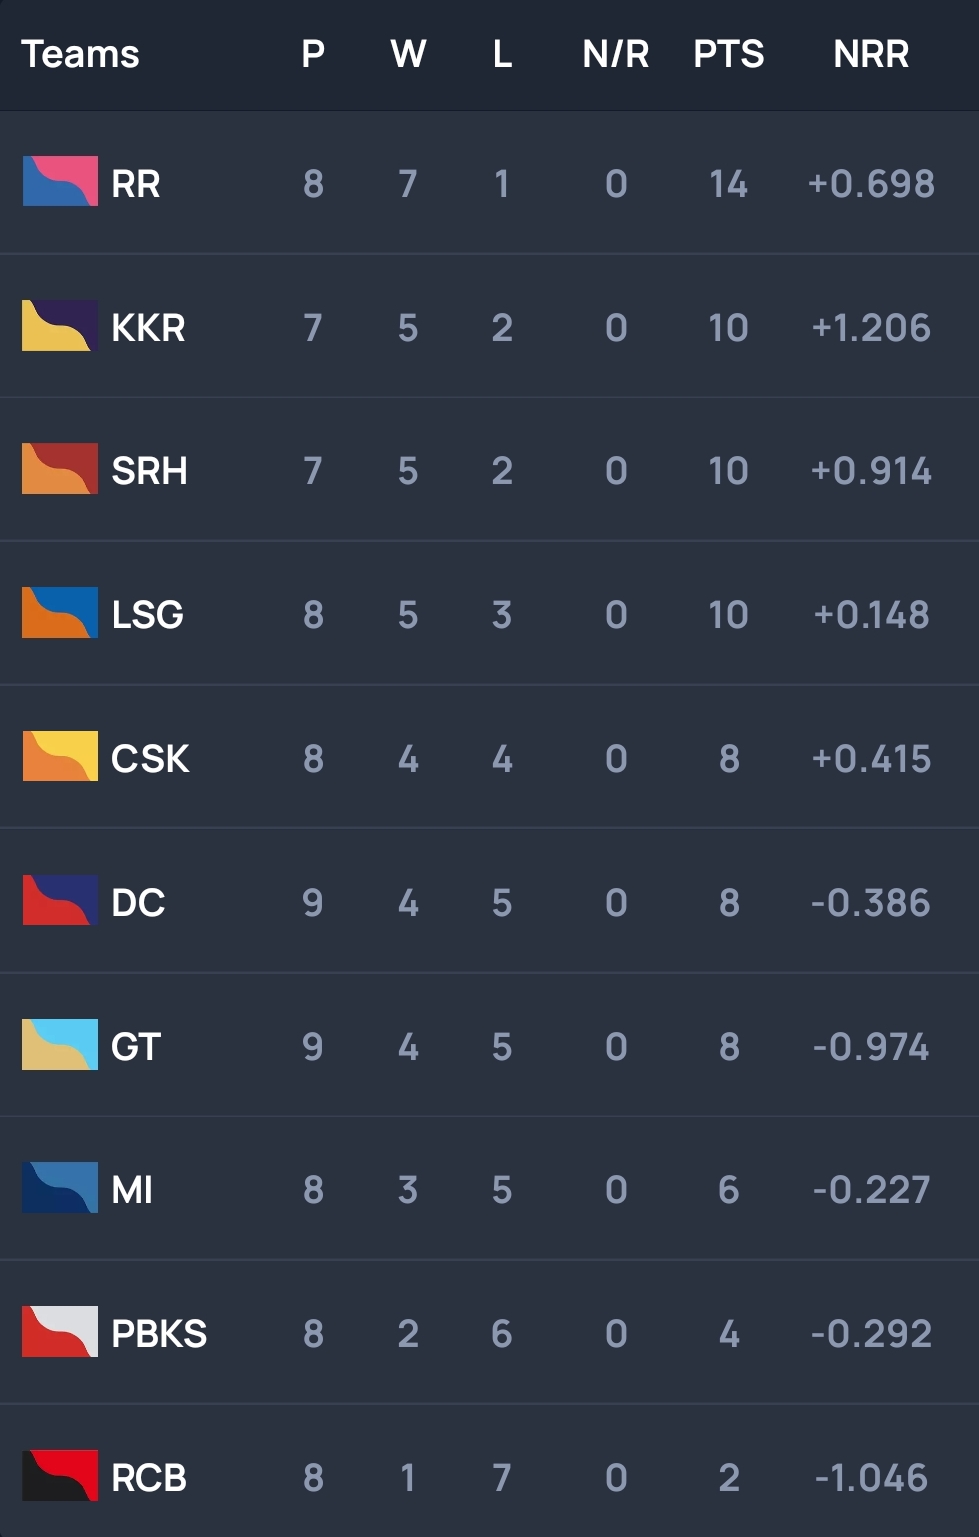 Teams P W L N/R PTS NRR
RR 8 7 1 0 14 +0.698
KKR 7 5 2 0 10 +1.206
SRH 7 5 2 0 10 +0.914
LSG 8 5 3 0 10 +0.148
CSK 8 4 4 0 8 +0.415
DC 9 4 5 0 8 -0.386
GT 9 4 5 0 8 -0.974
MI 8 3 5 0 6 -0.227
PBKS 8 2 6 0 4 -0.292
RCB 8 1 7 0 2 -1.046